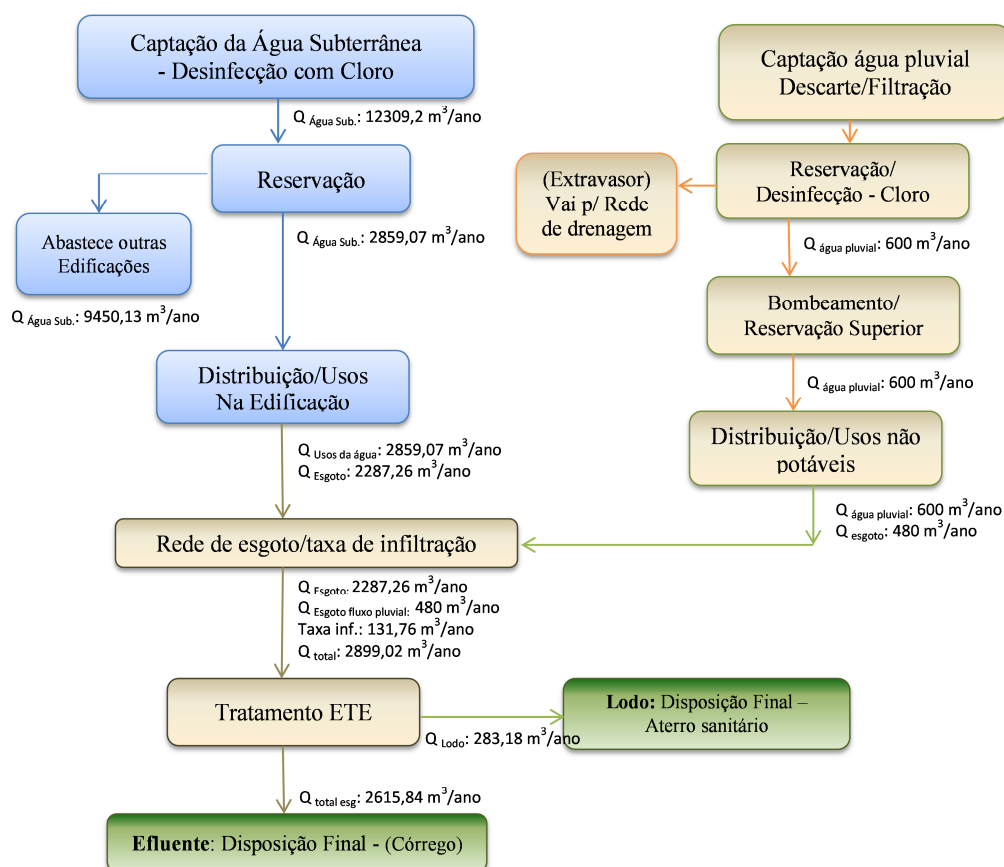 Captação da Água Subterrânea
- Desinfecção com Cloro
Q Água Sub.: 12309,2 m³/ano
Reservação
Abastece outras
Edificações
Q Água Sub.: 9450,13 m³/ano
Q Água Sub.: 2859,07 m³/ano
Distribuição/Usos
Na Edificação
Q Usos da água: 2859,07 m³/ano
Q Esgoto: 2287,26 m³/ano
Captação água pluvial
Descarte/Filtração
Reservação/
Desinfecção - Cloro
(Extravasor)
Vai p/ Rede
de drenagem
Q água pluvial: 600 m³/ano
Bombeamento/
Reservação Superior
Q água pluvial: 600 m³/ano
Distribuição/Usos não
potáveis
Q água pluvial: 600 m³/ano
Q esgoto: 480 m³/ano
Rede de esgoto/taxa de infiltração
Q Esgoto: 2287,26 m³/ano
Q Esgoto fluxo pluvial: 480 m³/ano
Taxa inf.: 131,76 m³/ano
Q total: 2899,02 m³/ano
Tratamento ETE
Q Lodo: 283,18 m³/ano
Lodo: Disposição Final –
Aterro sanitário
Q total esg: 2615,84 m³/ano
Efluente: Disposição Final - (Córrego)